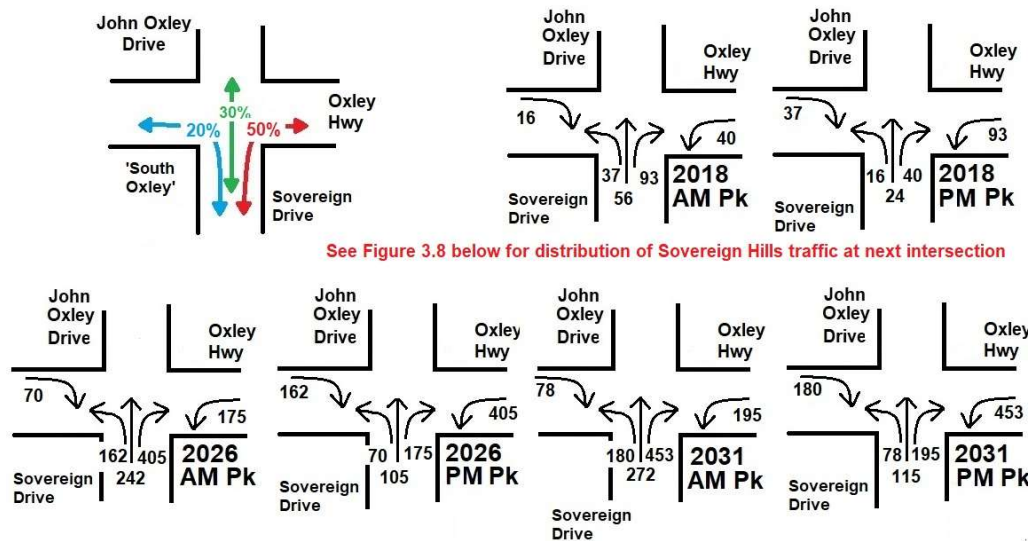 John Oxley
Drive
Oxley
Hwy
30%
20%
50%
'South
Oxley'
Sovereign
Drive
John
Oxley
Drive
Oxley
Hwy
16
40
37
93
56
Sovereign
Drive
2018
AM Pk
John
Oxley
Drive
Oxley
Hwy
37
93
16
40
24
Sovereign
Drive
2018
PM Pk
See Figure 3.8 below for distribution of Sovereign Hills traffic at next intersection
John
Oxley
Drive
Oxley
Hwy
70
175
162
405
242
Sovereign
Drive
2026
AM Pk
John
Oxley
Drive
Oxley
Hwy
162
405
70
175
105
Sovereign
Drive
2026
PM Pk
John
Oxley
Drive
Oxley
Hwy
78
195
180
453
272
Sovereign
Drive
2031
AM Pk
John
Oxley
Drive
Oxley
Hwy
180
453
78
195
115
Sovereign
Drive
2031
PM Pk